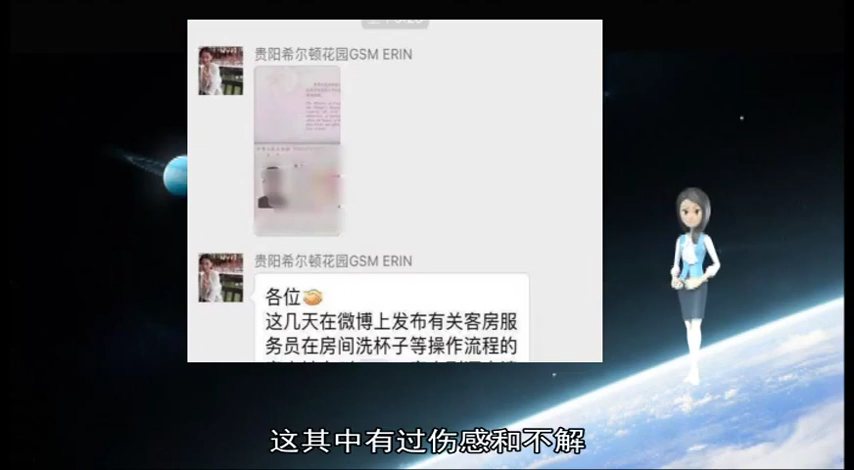 贵阳希尔顿花园GSM ERIN
贵阳希尔顿花园GSM ERIN
各位
这几天在微博上发布有关客房服
务员在房间洗杯子等操作流程的
这其中有过伤感和不解